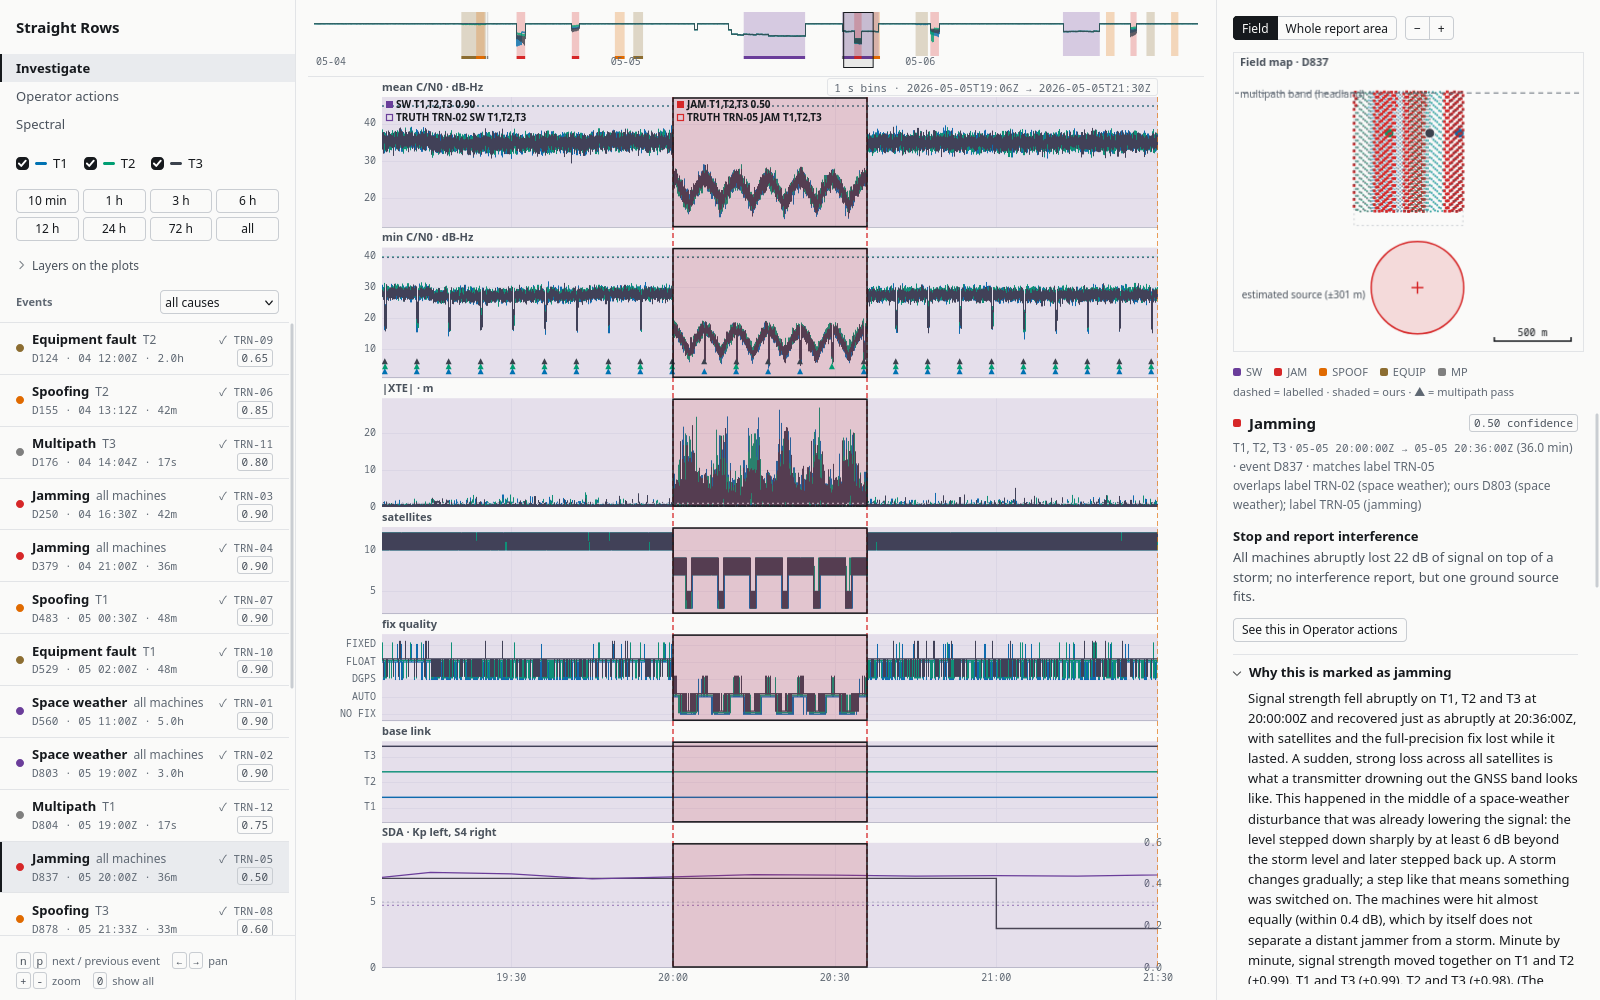 Straight Rows
Investigate
Operator actions
Spectral
T1 T2 T3
10 min 1 h 3 h 6 h
12 h 24 h 72 h all
Layers on the plots
Events all causes
Equipment fault T2 ✓ TRN-09
D124 · 04 12:00Z · 2.0h 0.65
Spoofing T2 ✓ TRN-06
D155 · 04 13:12Z · 42m 0.85
Multipath T3 ✓ TRN-11
D176 · 04 14:04Z · 17s 0.80
Jamming all machines ✓ TRN-03
D250 · 04 16:30Z · 42m 0.90
Jamming all machines ✓ TRN-04
D379 · 04 21:00Z · 36m 0.90
Spoofing T1 ✓ TRN-07
D483 · 05 00:30Z · 48m 0.90
Equipment fault T1 ✓ TRN-10
D529 · 05 02:00Z · 48m 0.90
Space weather all machines ✓ TRN-01
D560 · 05 11:00Z · 5.0h 0.90
Space weather all machines ✓ TRN-02
D803 · 05 19:00Z · 3.0h 0.90
Multipath T1 ✓ TRN-12
D804 · 05 19:00Z · 17s 0.75
Jamming all machines ✓ TRN-05
D837 · 05 20:00Z · 36m 0.50
Spoofing T3 ✓ TRN-08
D878 · 05 21:33Z · 33m 0.60
n p next / previous event ← → pan
+ - zoom 0 show all
05-04 05-05 05-06
mean C/N0 · dB-Hz
1 s bins · 2026-05-05T19:06Z → 2026-05-05T21:30Z
SW T1,T2,T3 0.90
TRUTH TRN-02 SW T1,T2,T3
JAM T1,T2,T3 0.50
TRUTH TRN-05 JAM T1,T2,T3
40
30
20
min C/N0 · dB-Hz
40
30
20
10
|XTE| · m
20
10
0
satellites
10
5
fix quality
FIXED
FLOAT
DGPS
AUTO
NO FIX
base link
T3
T2
T1
SDA · Kp left, S4 right
5
0
0.6
0.4
0.2
0.0
19:30 20:00 20:30 21:00 21:30
Field Whole report area − +
Field map · D837
multipath band (headland)
estimated source (±301 m)
500 m
SW JAM SPOOF EQUIP MP
dashed = labelled · shaded = ours · ▲ = multipath pass
Jamming 0.50 confidence
T1, T2, T3 · 05-05 20:00:00Z → 05-05 20:36:00Z (36.0 min)
· event D837 · matches label TRN-05
overlaps label TRN-02 (space weather); ours D803 (space
weather); label TRN-05 (jamming)
Stop and report interference
All machines abruptly lost 22 dB of signal on top of a
storm; no interference report, but one ground source
fits.
See this in Operator actions
Why this is marked as jamming
Signal strength fell abruptly on T1, T2 and T3 at
20:00:00Z and recovered just as abruptly at 20:36:00Z,
with satellites and the full-precision fix lost while it
lasted. A sudden, strong loss across all satellites is
what a transmitter drowning out the GNSS band looks
like. This happened in the middle of a space-weather
disturbance that was already lowering the signal: the
level stepped down sharply by at least 6 dB beyond
the storm level and later stepped back up. A storm
changes gradually; a step like that means something
was switched on. The machines were hit almost
equally (within 0.4 dB), which by itself does not
separate a distant jammer from a storm. Minute by
minute, signal strength moved together on T1 and T2
(+0.99), T1 and T3 (+0.99), T2 and T3 (+0.98). (The